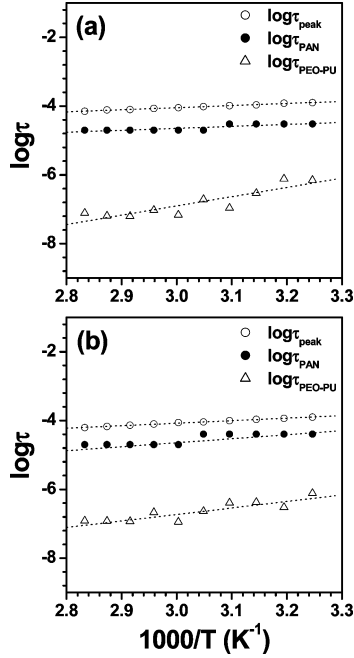 (a)
logτpeak
logτPAN
logτPEO-PU
-2
-4
-6
-8
logτ
2.8 2.9 3.0 3.1 3.2 3.3
(b)
logτpeak
logτPAN
logτPEO-PU
-2
-4
-6
-8
logτ
2.8 2.9 3.0 3.1 3.2 3.3
1000/T (K-1)